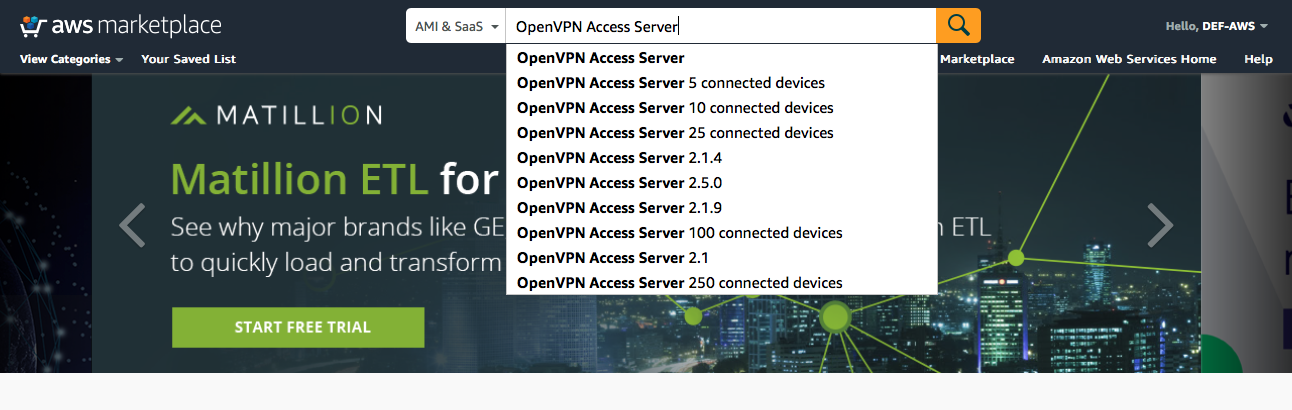 aws marketplace
AMI & SaaS
OpenVPN Access Server
Hello, DEF-AWS
View Categories
Your Saved List
Marketplace
Amazon Web Services Home
Help
OpenVPN Access Server
OpenVPN Access Server 5 connected devices
OpenVPN Access Server 10 connected devices
OpenVPN Access Server 25 connected devices
OpenVPN Access Server 2.1.4
OpenVPN Access Server 2.5.0
OpenVPN Access Server 2.1.9
OpenVPN Access Server 100 connected devices
OpenVPN Access Server 2.1
OpenVPN Access Server 250 connected devices
MATILLION
Matillion ETL for
See why major brands like GE
ETL
to quickly load and transform
START FREE TRIAL